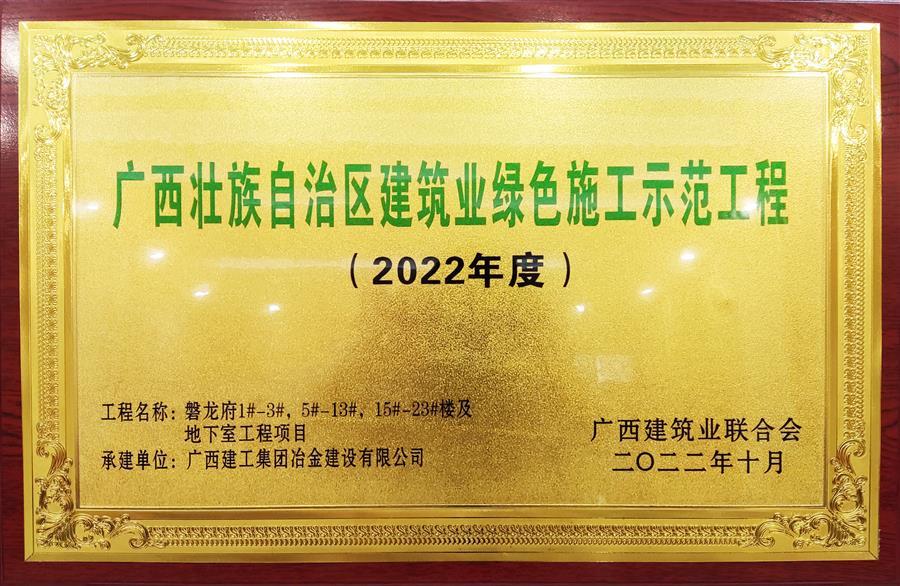 广西壮族自治区建筑业绿色施工示范工程
（2022年度）
工程名称：磐龙府1#-3#，5#-13#，15#-23#楼及
地下室工程项目
承建单位：广西建工集团冶金建设有限公司
广西建筑业联合会
二〇二二年十月